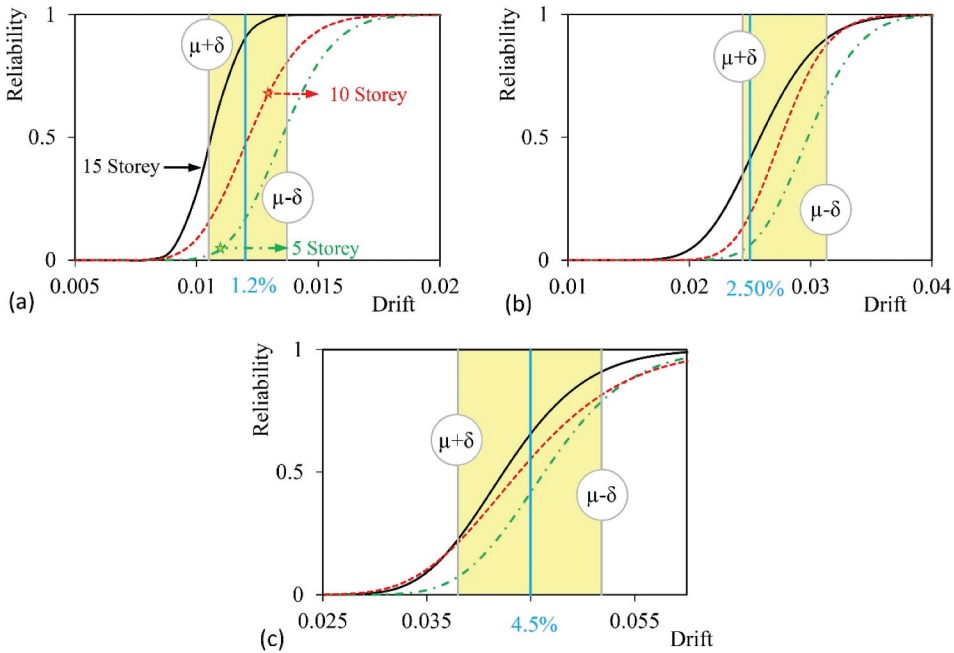 1
Reliability
0.5
0
μ+δ
10 Storey
15 Storey
μ-δ
5 Storey
0.005
0.01
1.2%
0.015
0.02
Drift
(a)
1
Reliability
0.5
0
μ+δ
μ-δ
0.01
0.02
2.50%
0.03
0.04
Drift
(b)
1
Reliability
0.5
0
μ+δ
μ-δ
0.025
0.035
4.5%
0.055
Drift
(c)